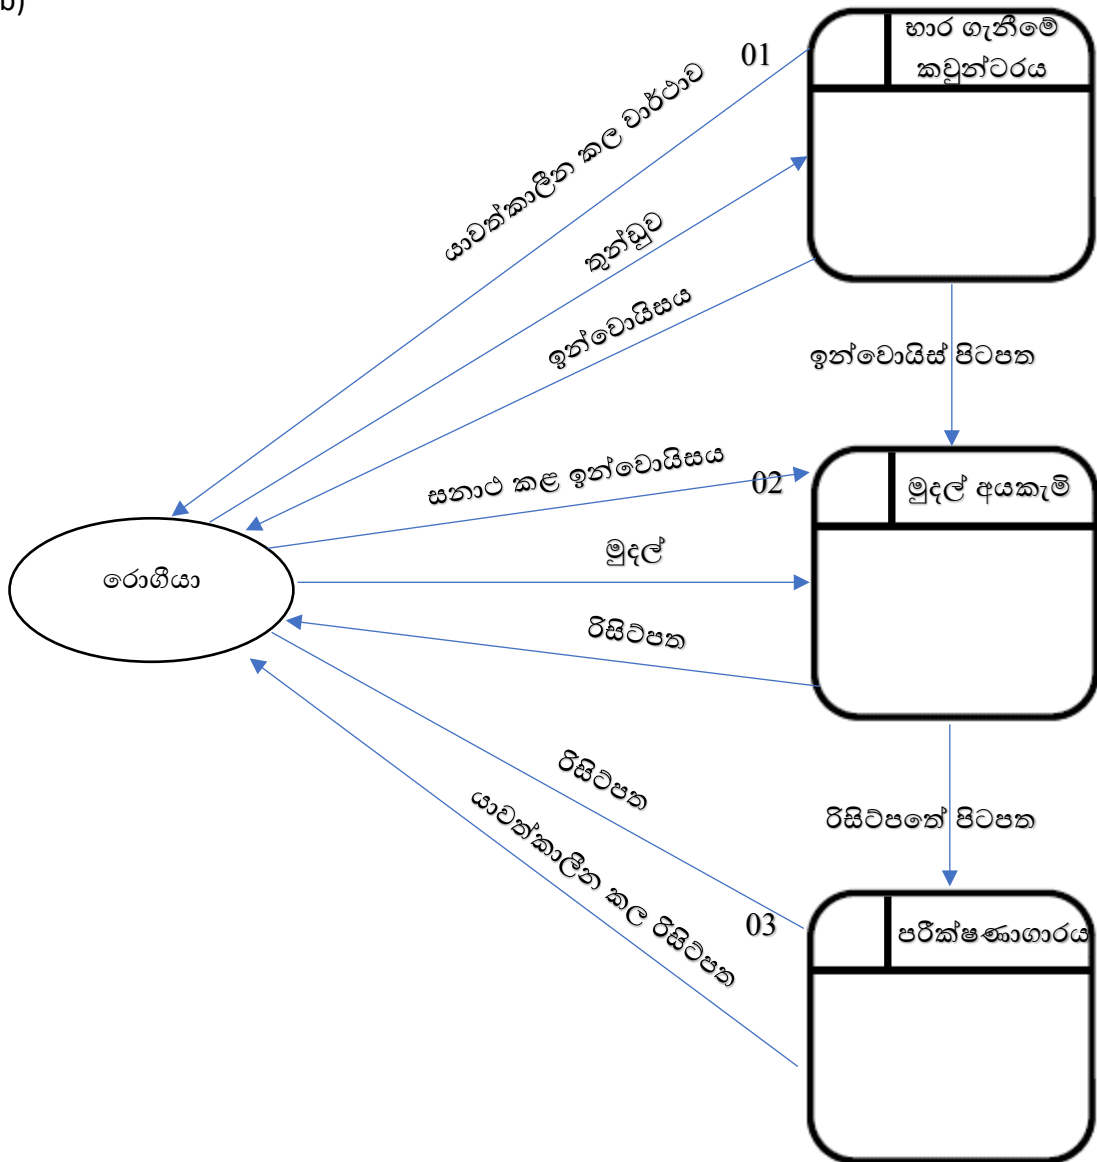 b)
01
භාර ගැනීමේ
කවුන්ටරය
යාවත්කාලීන කල වාර්ථාව
තුන්ඩුව
ඉන්වොයිසය
ඉන්වොයිස් පිටපත
සනාථ කළ ඉන්වොයිසය
02
මුදල් අයකැමි
මුදල්
රොගීයා
රිසිට්පත
රිසිට්පත
යාවත්කාලීන කල රිසිට්පත
රිසිට්පතේ පිටපත
03
පරීක්ෂණාගාරය